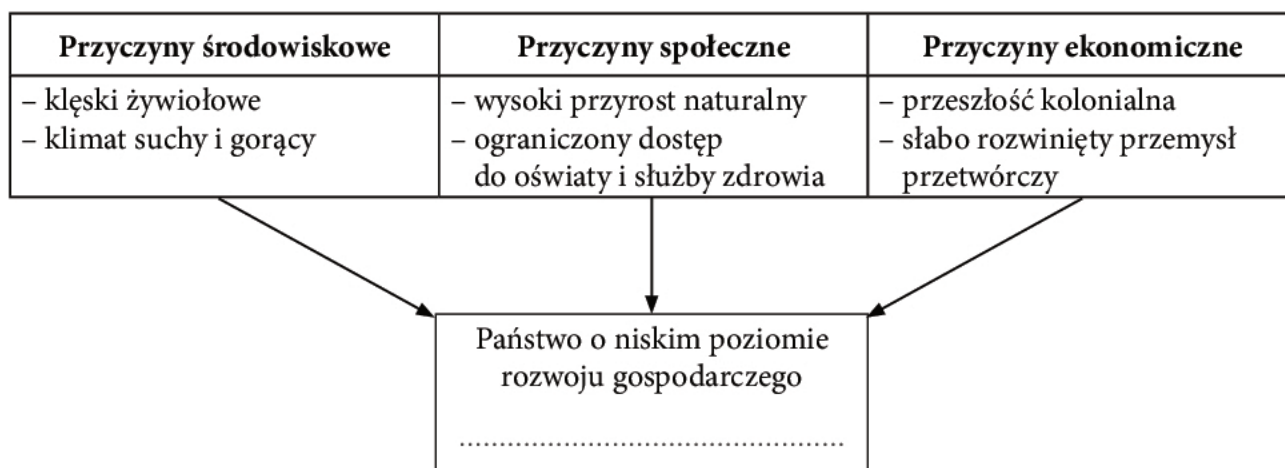 Przyczyny środowiskowe
Przyczyny społeczne
Przyczyny ekonomiczne
– klęski żywiołowe
– klimat suchy i gorący
– wysoki przyrost naturalny
– ograniczony dostęp
do oświaty i służby zdrowia
– przeszłość kolonialna
– słabo rozwinięty przemysł
przetwórczy
Państwo o niskim poziomie
rozwoju gospodarczego
................................................................